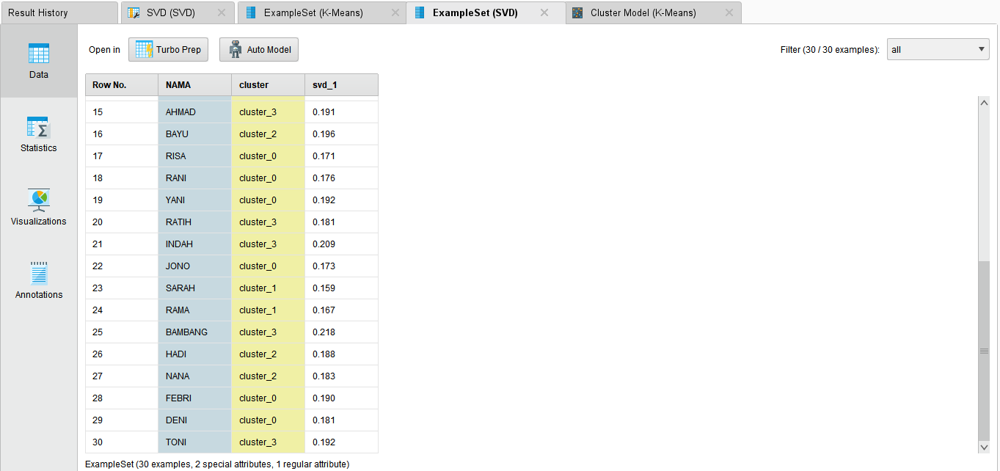 Result History
SVD (SVD)
ExampleSet (K-Means)
ExampleSet (SVD)
Cluster Model (K-Means)
Data
Statistics
Visualizations
Annotations
Open in Turbo Prep Auto Model Filter (30 / 30 examples): all
Row No. NAMA cluster svd_1
15 AHMAD cluster_3 0.191
16 BAYU cluster_2 0.196
17 RISA cluster_0 0.171
18 RANI cluster_0 0.176
19 YANI cluster_0 0.192
20 RATIH cluster_3 0.181
21 INDAH cluster_3 0.209
22 JONO cluster_0 0.173
23 SARAH cluster_1 0.159
24 RAMA cluster_1 0.167
25 BAMBANG cluster_3 0.218
26 HADI cluster_2 0.188
27 NANA cluster_2 0.183
28 FEBRI cluster_0 0.190
29 DENI cluster_0 0.181
30 TONI cluster_3 0.192
ExampleSet (30 examples, 2 special attributes, 1 regular attribute)